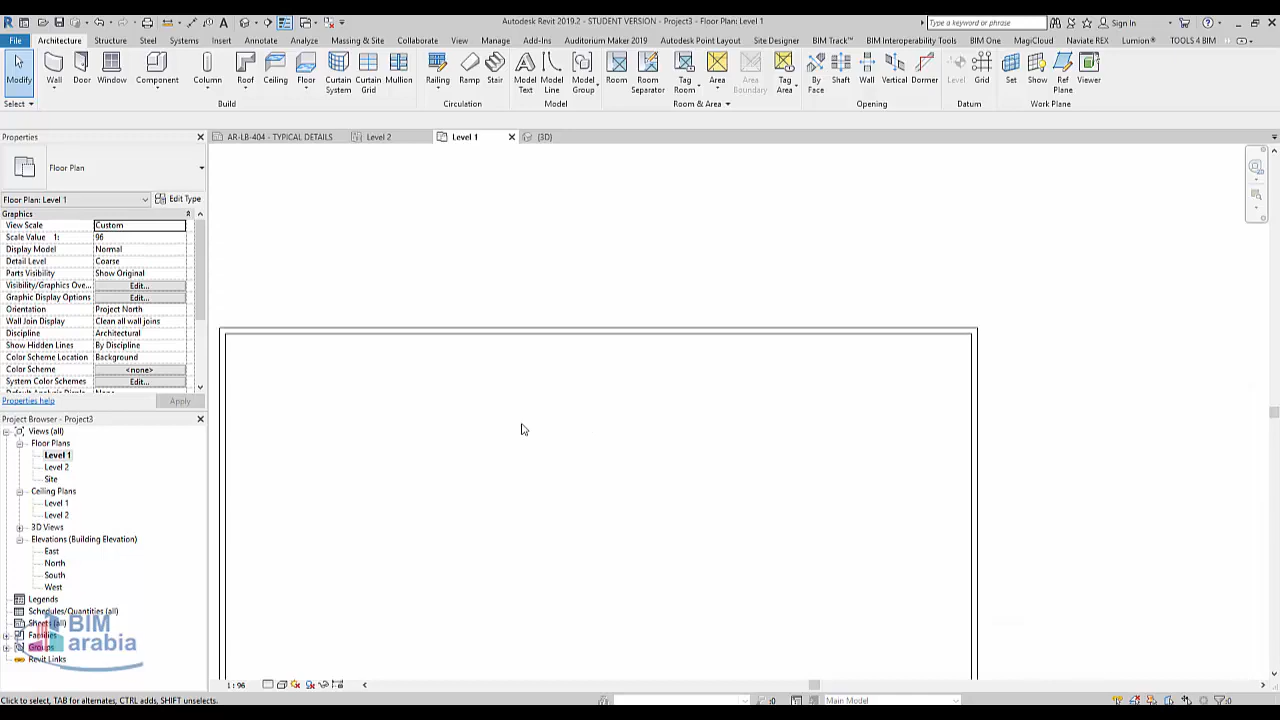 Autodesk Revit 2019.2 - STUDENT VERSION - Project3 - Floor Plan: Level 1
Type a keyword or phrase
Sign In
File Architecture Structure Steel Systems Insert Annotate Analyze Massing & Site Collaborate View Manage Add-Ins Auditorium Maker 2019 Autodesk Point Layout Site Designer BIM Track™ BIM Interoperability Tools BIM One MagiCloud Naviate REX Lumion® TOOLS 4 BIM
Modify Wall Door Window Component Column Roof Ceiling Floor Curtain System Curtain Grid Mullion Railing Ramp Stair Model Text Model Line Model Group Room Room Separator Tag Room Area Area Boundary Tag Area By Face Shaft Wall Vertical Dormer Level Grid Set Show Ref Plane Viewer
Select Build Circulation Model Room & Area Opening Datum Work Plane
Properties
AR-LB-404 - TYPICAL DETAILS Level 2 Level 1 {3D}
Floor Plan
Floor Plan: Level 1 Edit Type
Graphics
View Scale Custom
Scale Value 1: 96
Display Model Normal
Detail Level Coarse
Parts Visibility Show Original
Visibility/Graphics Ove... Edit...
Graphic Display Options Edit...
Orientation Project North
Wall Join Display Clean all wall joins
Discipline Architectural
Show Hidden Lines By Discipline
Color Scheme Location Background
Color Scheme <none>
System Color Schemes Edit...
Properties help Apply
Project Browser - Project3
Views (all)
Floor Plans
Level 1
Level 2
Site
Ceiling Plans
Level 1
Level 2
3D Views
Elevations (Building Elevation)
East
North
South
West
Legends
Schedules/Quantities (all)
Sheets (all)
Families
Groups
Revit Links
BIM
arabia
1 : 96
Click to select, TAB for alternates, CTRL adds, SHIFT unselects.
:0 Main Model :0